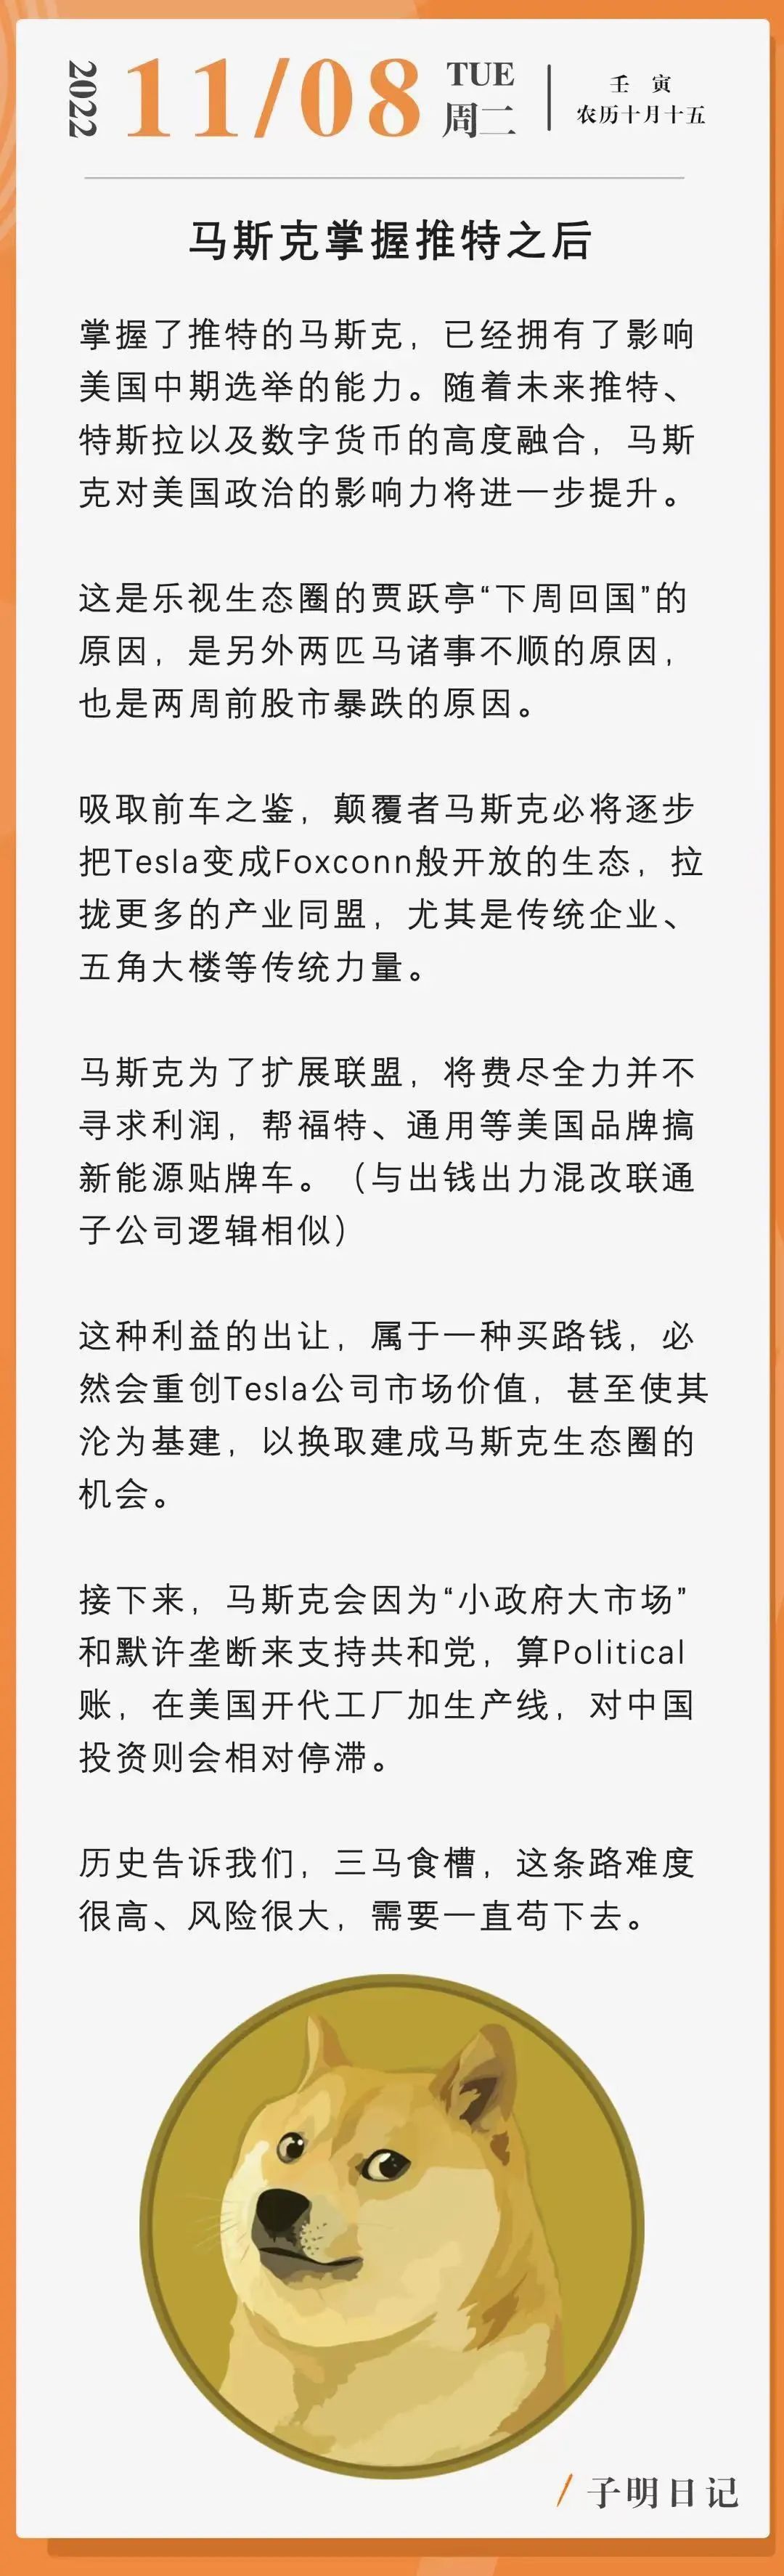 2022
11/08
TUE
周二
壬 寅
农历十月十五
马斯克掌握推特之后
掌握了推特的马斯克，已经拥有了影响
美国中期选举的能力。随着未来推特、
特斯拉以及数字货币的高度融合，马斯
克对美国政治的影响力将进一步提升。
这是乐视生态圈的贾跃亭“下周回国”的
原因，是另外两匹马诸事不顺的原因，
也是两周前股市暴跌的原因。
吸取前车之鉴，颠覆者马斯克必将逐步
把Tesla变成Foxconn般开放的生态，拉
拢更多的产业同盟，尤其是传统企业、
五角大楼等传统力量。
马斯克为了扩展联盟，将费尽全力并不
寻求利润，帮福特、通用等美国品牌搞
新能源贴牌车。（与出钱出力混改联通
子公司逻辑相似）
这种利益的出让，属于一种买路钱，必
然会重创Tesla公司市场价值，甚至使其
沦为基建，以换取建成马斯克生态圈的
机会。
接下来，马斯克会因为“小政府大市场”
和默许垄断来支持共和党，算Political
账，在美国开代工厂加生产线，对中国
投资则会相对停滞。
历史告诉我们，三马食槽，这条路难度
很高、风险很大，需要一直苟下去。
/ 子明日记